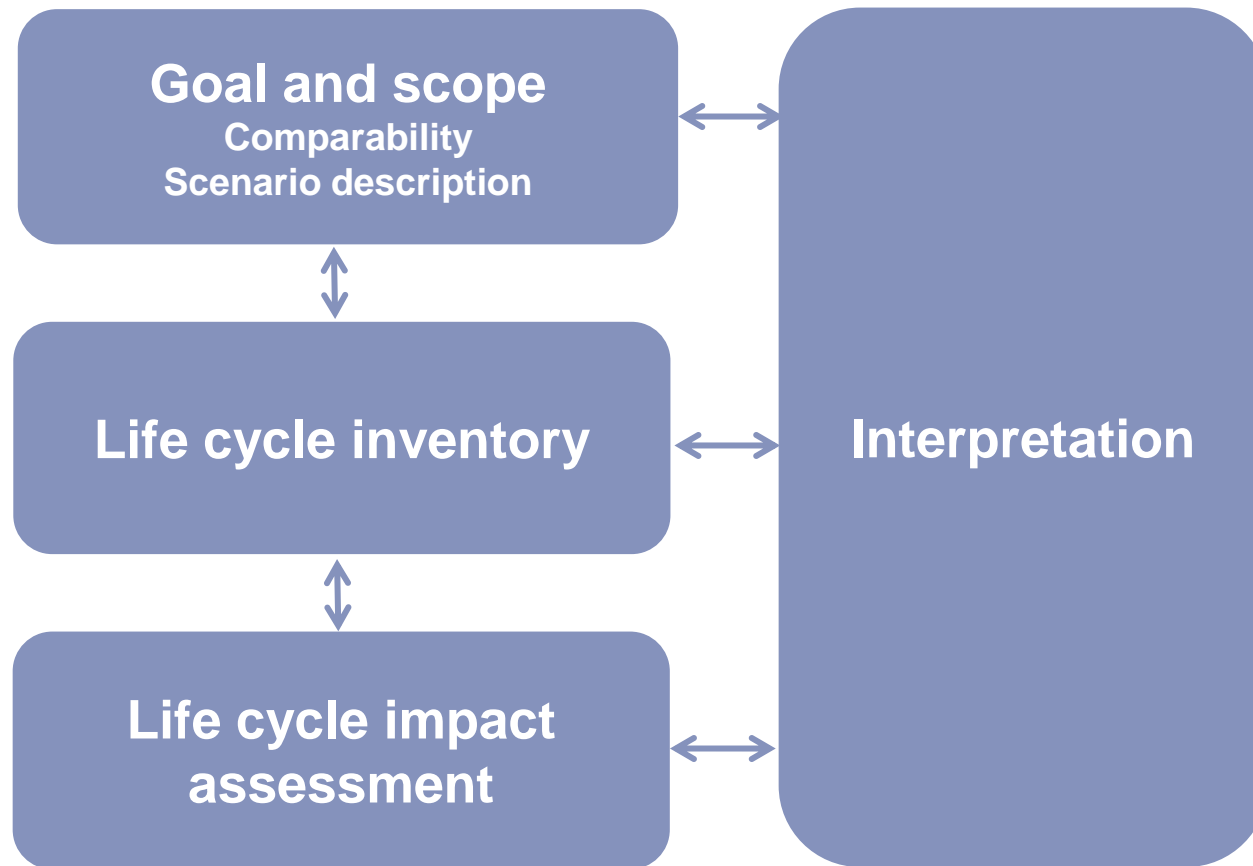 Goal and scope
Comparability
Scenario description
Life cycle inventory
Interpretation
Life cycle impact
assessment